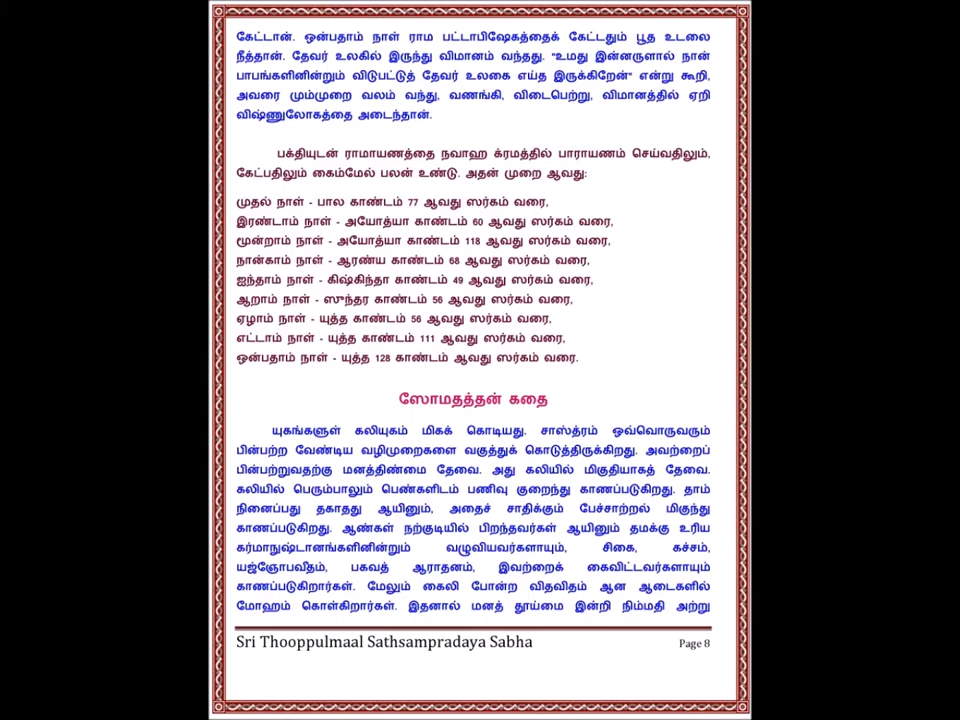 கேட்டான். ஒன்பதாம் நாள் ராம பட்டாபிஷேகத்தைக் கேட்டதும் பூத உடலை
நீத்தான். தேவர் உலகில் இருந்து விமானம் வந்தது. "உமது இன்னருளால் நான்
பாபங்களினின்றும் விடுபட்டுத் தேவர் உலகை எய்த இருக்கிறேன்" என்று கூறி,
அவரை மும்முறை வலம் வந்து, வணங்கி, விடைபெற்று, விமானத்தில் ஏறி
விஷ்ணுலோகத்தை அடைந்தான்.
பக்தியுடன் ராமாயணத்தை நவாஹ க்ரமத்தில் பாராயணம் செய்வதிலும்,
கேட்பதிலும் கைம்மேல் பலன் உண்டு. அதன் முறை ஆவது:
முதல் நாள் - பால காண்டம் 77 ஆவது ஸர்கம் வரை,
இரண்டாம் நாள் - அயோத்யா காண்டம் 60 ஆவது ஸர்கம் வரை,
மூன்றாம் நாள் - அயோத்யா காண்டம் 118 ஆவது ஸர்கம் வரை,
நான்காம் நாள் - ஆரண்ய காண்டம் 68 ஆவது ஸர்கம் வரை,
ஐந்தாம் நாள் - கிஷ்கிந்தா காண்டம் 49 ஆவது ஸர்கம் வரை,
ஆறாம் நாள் - ஸுந்தர காண்டம் 56 ஆவது ஸர்கம் வரை,
ஏழாம் நாள் - யுத்த காண்டம் 56 ஆவது ஸர்கம் வரை,
எட்டாம் நாள் - யுத்த காண்டம் 111 ஆவது ஸர்கம் வரை,
ஒன்பதாம் நாள் - யுத்த 128 காண்டம் ஆவது ஸர்கம் வரை.
ஸோமதத்தன் கதை
யுகங்களுள் கலியுகம் மிகக் கொடியது. சாஸ்த்ரம் ஒவ்வொருவரும்
பின்பற்ற வேண்டிய வழிமுறைகளை வகுத்துக் கொடுத்திருக்கிறது. அவற்றைப்
பின்பற்றுவதற்கு மனத்திண்மை தேவை. அது கலியில் மிகுதியாகத் தேவை.
கலியில் பெரும்பாலும் பெண்களிடம் பணிவு குறைந்து காணப்படுகிறது. தாம்
நினைப்பது தகாதது ஆயினும், அதைச் சாதிக்கும் பேச்சாற்றல் மிகுந்து
காணப்படுகிறது. ஆண்கள் நற்குடியில் பிறந்தவர்கள் ஆயினும் தமக்கு உரிய
கர்மாநுஷ்டானங்களினின்றும் வழுவியவர்களாயும், சிகை, கச்சம்,
யஜ்ஞோபவீதம், பகவத் ஆராதனம், இவற்றைக் கைவிட்டவர்களாயும்
காணப்படுகிறார்கள். மேலும் கைலி போன்ற விதவிதம் ஆன ஆடைகளில்
மோஹம் கொள்கிறார்கள். இதனால் மனத் தூய்மை இன்றி நிம்மதி அற்று
Sri Thooppulmaal Sathsampradaya Sabha Page 8